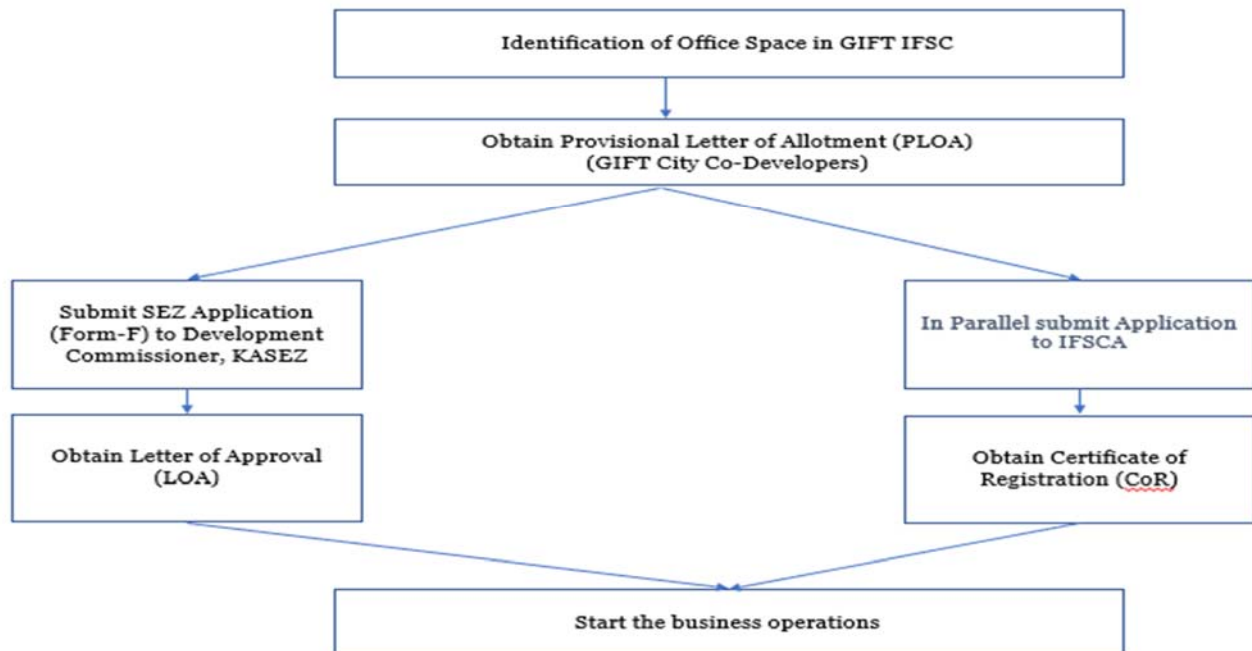 Identification of Office Space in GIFT IFSC
Obtain Provisional Letter of Allotment (PLOA)
(GIFT City Co-Developers)
Submit SEZ Application
(Form-F) to Development
Commissioner, KASEZ
In Parallel submit Application
to IFSCA
Obtain Letter of Approval
(LOA)
Obtain Certificate of
Registration (CoR)
Start the business operations